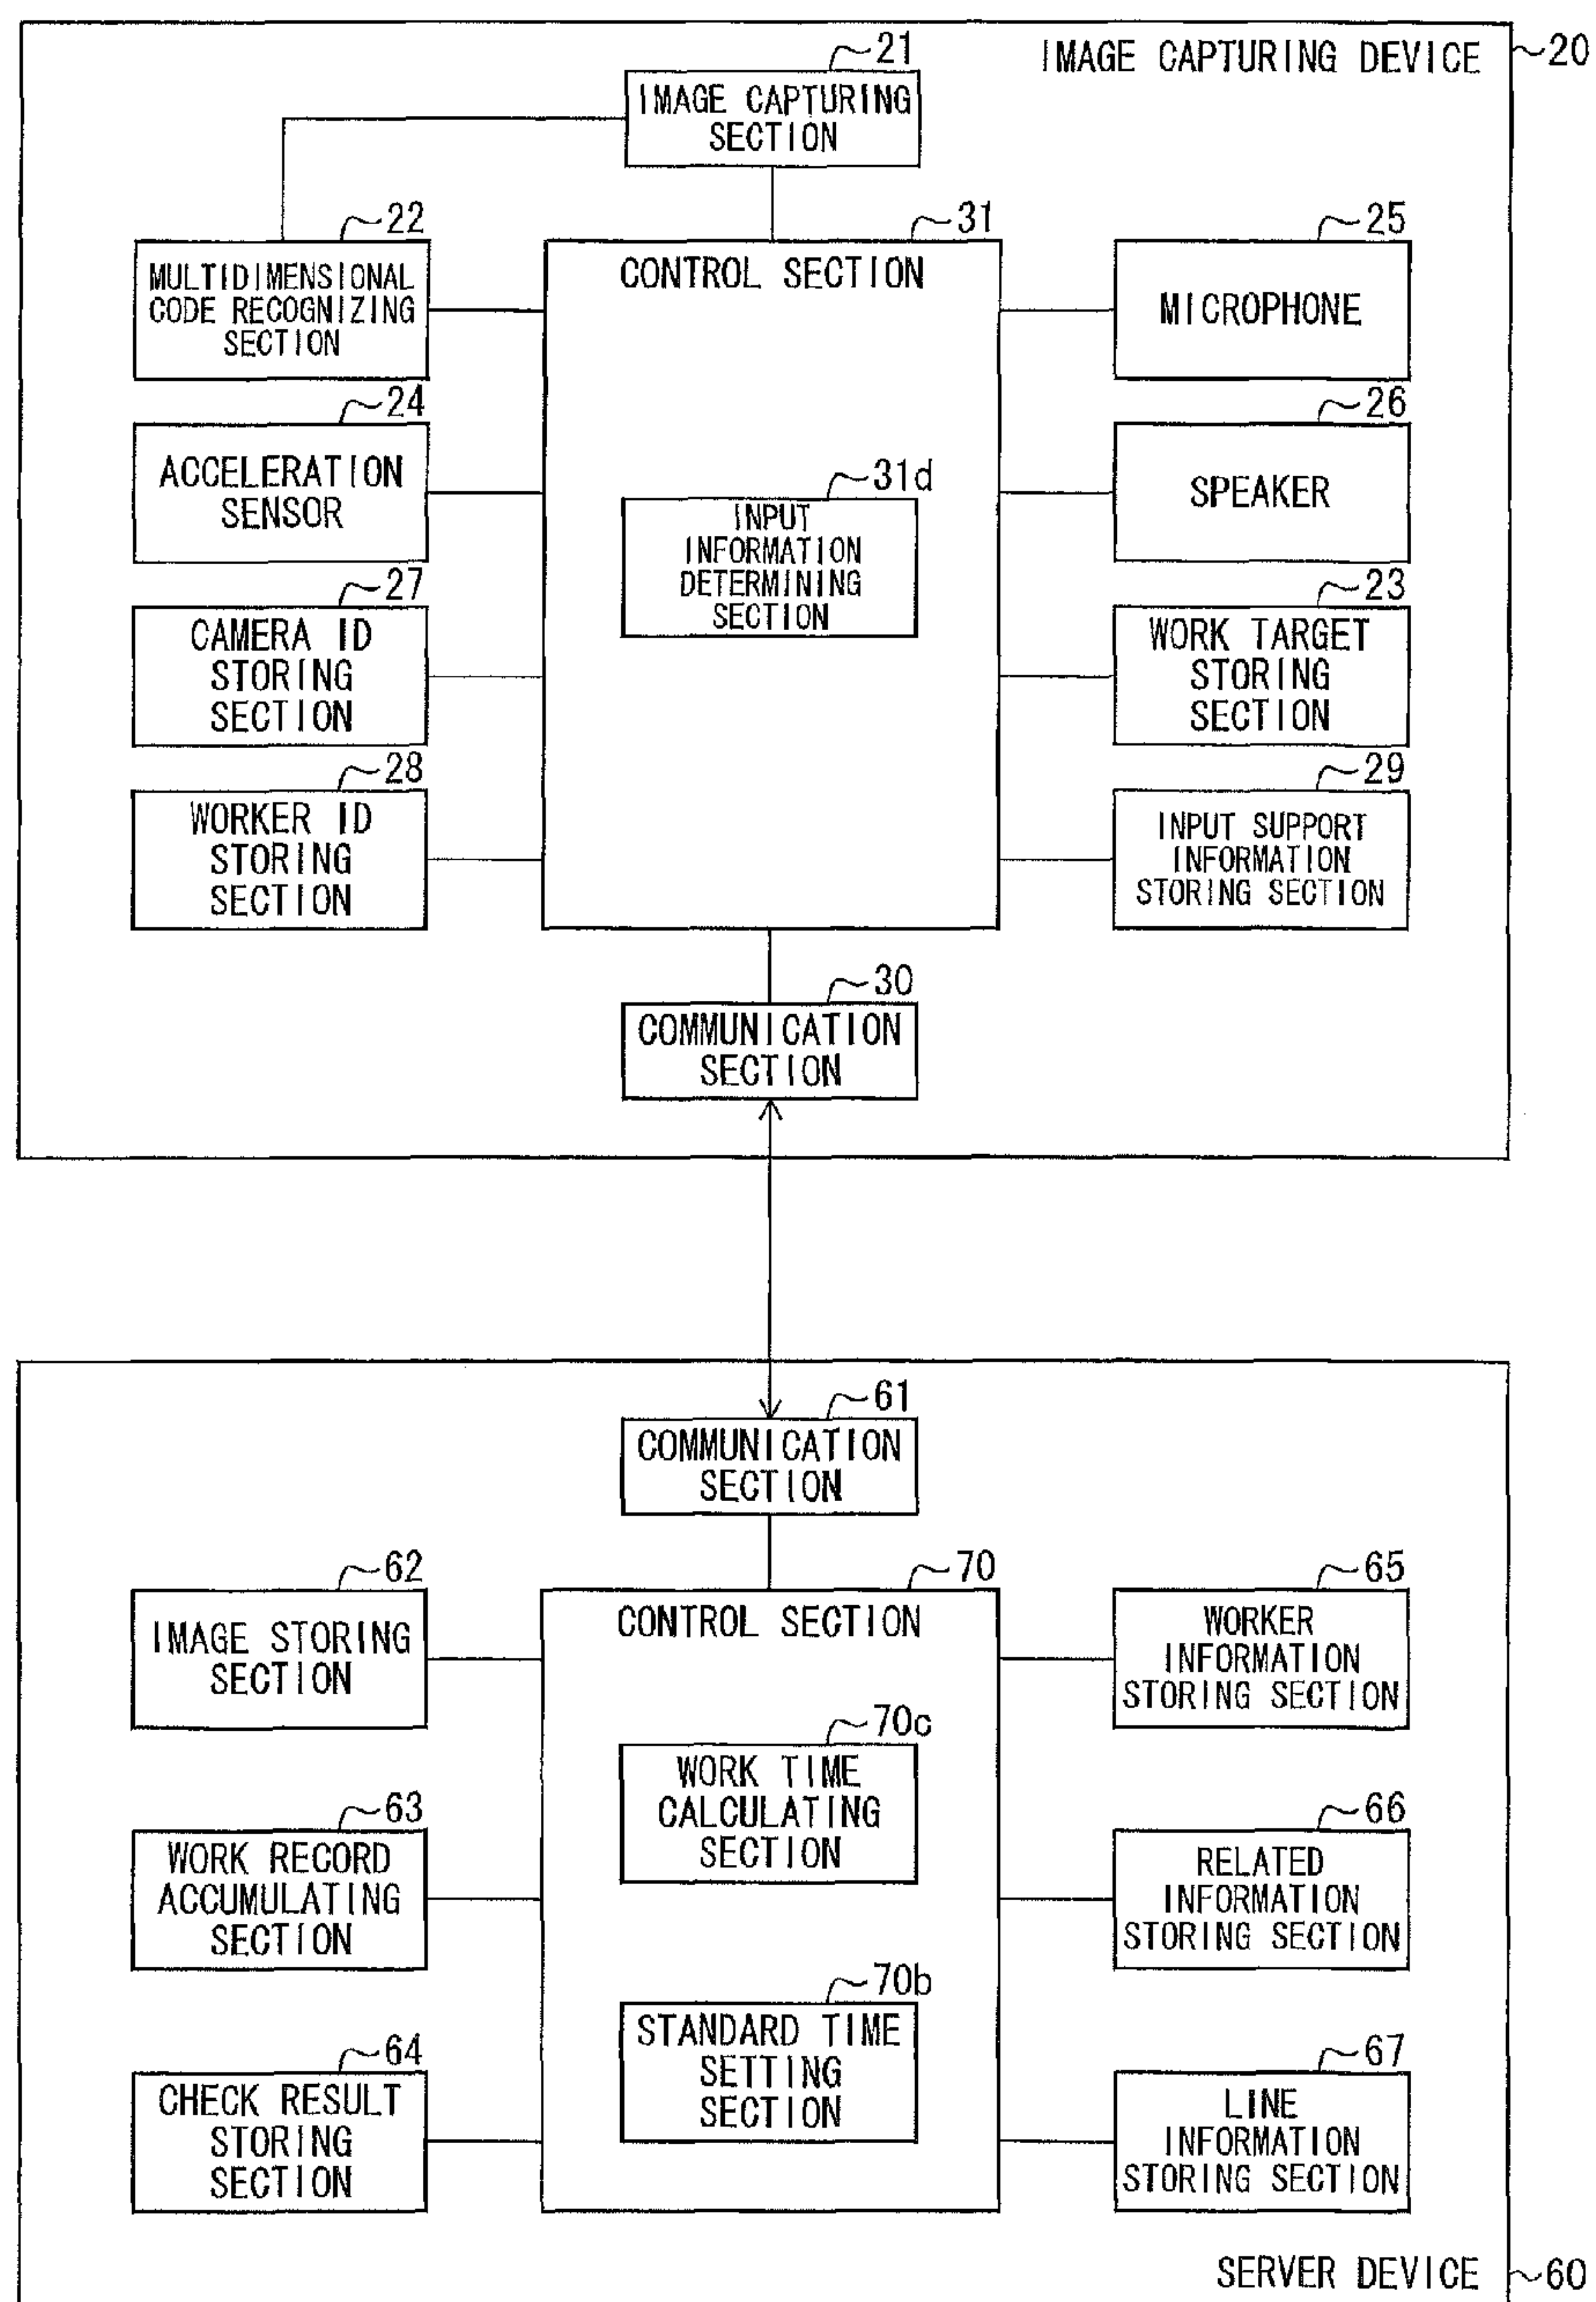 IMAGE CAPTURING DEVICE
20
21
IMAGE CAPTURING
SECTION
22
MULTIDIMENSIONAL
CODE RECOGNIZING
SECTION
31
CONTROL SECTION
25
MICROPHONE
24
ACCELERATION
SENSOR
26
SPEAKER
31d
INPUT
INFORMATION
DETERMINING
SECTION
27
CAMERA ID
STORING
SECTION
23
WORK TARGET
STORING
SECTION
28
WORKER ID
STORING
SECTION
29
INPUT SUPPORT
INFORMATION
STORING SECTION
30
COMMUNICATION
SECTION
61
COMMUNICATION
SECTION
62
IMAGE STORING
SECTION
70
CONTROL SECTION
65
WORKER
INFORMATION
STORING SECTION
70c
WORK TIME
CALCULATING
SECTION
63
WORK RECORD
ACCUMULATING
SECTION
66
RELATED
INFORMATION
STORING SECTION
70b
STANDARD TIME
SETTING
SECTION
64
CHECK RESULT
STORING
SECTION
67
LINE
INFORMATION
STORING SECTION
SERVER DEVICE
60